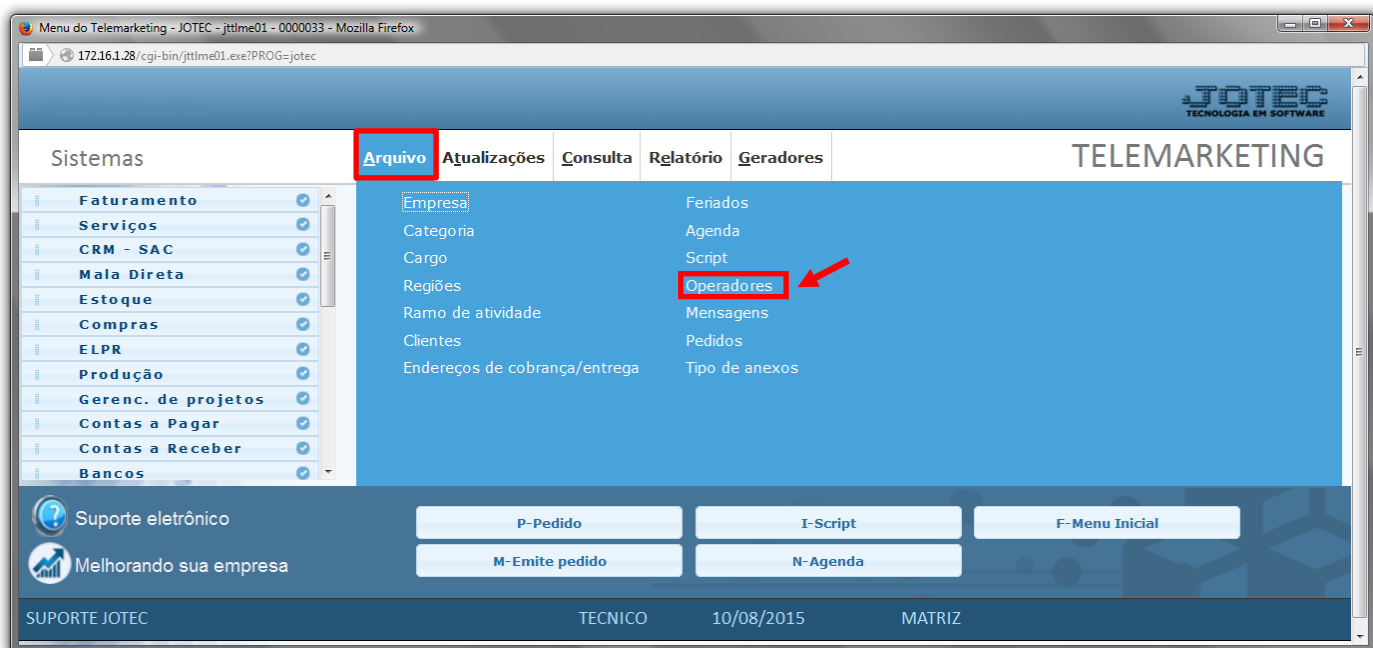 Menu do Telemarketing - JOTEC - jttlme01 - 0000033 - Mozilla Firefox
172.16.1.28/cgi-bin/jttlme01.exe?PROG=jotec
JOTEC
TECNOLOGIA EM SOFTWARE
Sistemas
Arquivo Atualizações Consulta Relatório Geradores
TELEMARKETING
Faturamento
Serviços
CRM - SAC
Mala Direta
Estoque
Compras
ELPR
Produção
Gerenc. de projetos
Contas a Pagar
Contas a Receber
Bancos
Empresa
Categoria
Cargo
Regiões
Ramo de atividade
Clientes
Endereços de cobrança/entrega
Feriados
Agenda
Script
Operadores
Mensagens
Pedidos
Tipo de anexos
Suporte eletrônico
Melhorando sua empresa
P-Pedido I-Script F-Menu Inicial
M-Emite pedido N-Agenda
SUPORTE JOTEC TECNICO 10/08/2015 MATRIZ